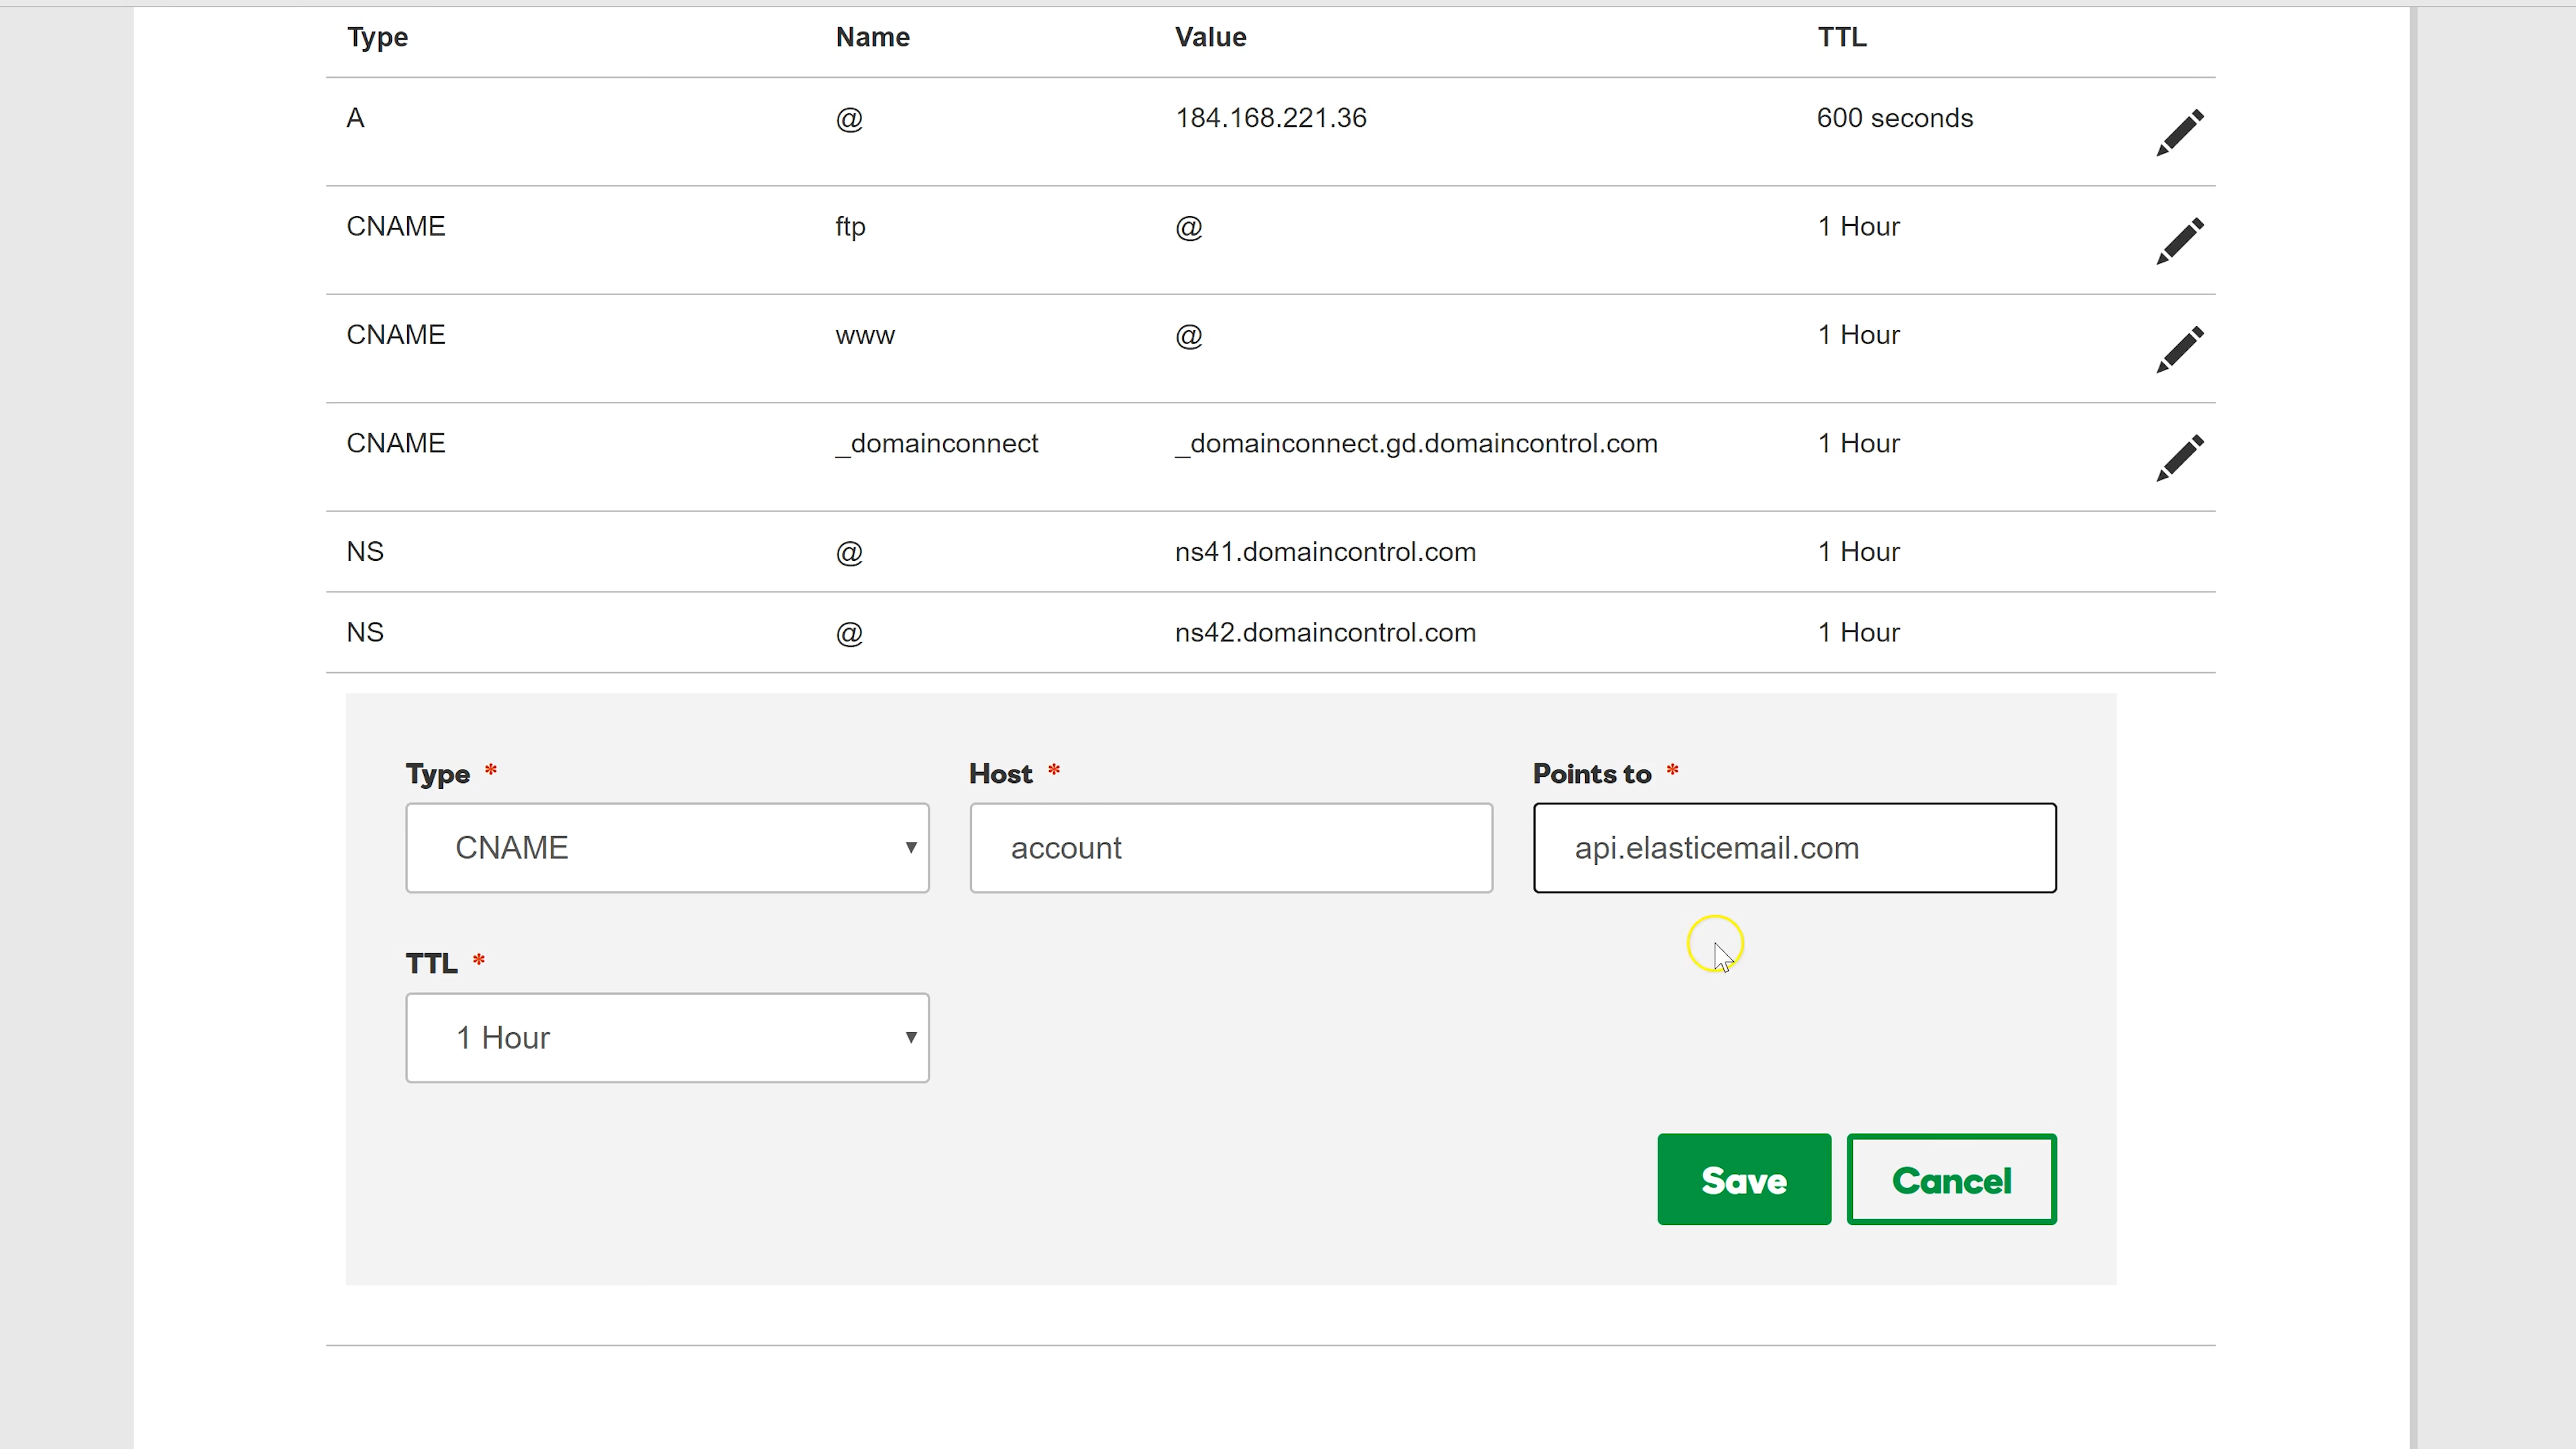 Type Name Value TTL
A @ 184.168.221.36 600 seconds
CNAME ftp @ 1 Hour
CNAME www @ 1 Hour
CNAME _domainconnect _domainconnect.gd.domaincontrol.com 1 Hour
NS @ ns41.domaincontrol.com 1 Hour
NS @ ns42.domaincontrol.com 1 Hour
Type * Host * Points to *
CNAME account api.elasticemail.com
TTL *
1 Hour
Save Cancel